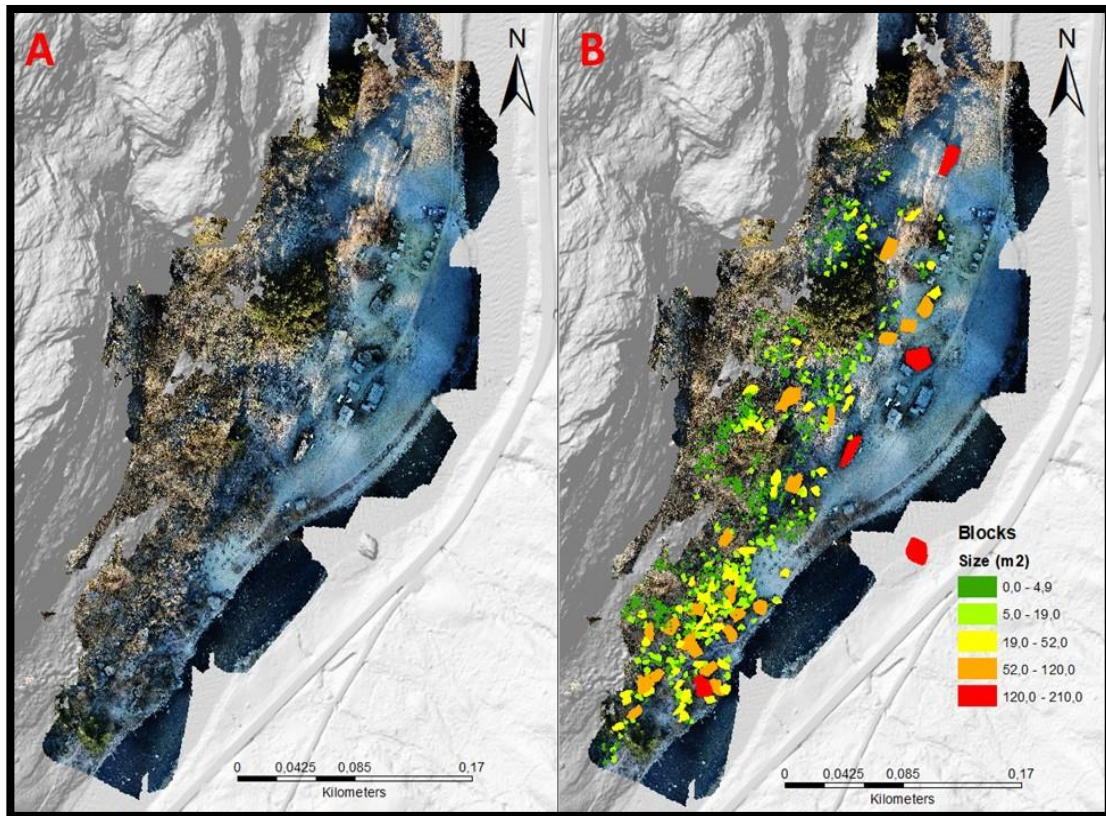 A
N
0
0,0425
0,085
0,17
Kilometers
B
N
Blocks
Size (m2)
0,0 - 4,9
5,0 - 19,0
19,0 - 52,0
52,0 - 120,0
120,0 - 210,0
0
0,0425
0,085
0,17
Kilometers